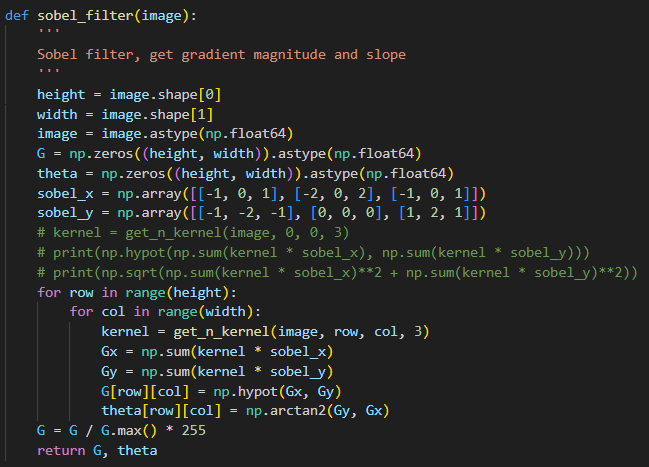 def sobel_filter(image):
    '''
    Sobel filter, get gradient magnitude and slope
    '''
    height = image.shape[0]
    width = image.shape[1]
    image = image.astype(np.float64)
    G = np.zeros((height, width)).astype(np.float64)
    theta = np.zeros((height, width)).astype(np.float64)
    sobel_x = np.array([[-1, 0, 1], [-2, 0, 2], [-1, 0, 1]])
    sobel_y = np.array([[-1, -2, -1], [0, 0, 0], [1, 2, 1]])
    # kernel = get_n_kernel(image, 0, 0, 3)
    # print(np.hypot(np.sum(kernel * sobel_x), np.sum(kernel * sobel_y)))
    # print(np.sqrt(np.sum(kernel * sobel_x)**2 + np.sum(kernel * sobel_y)**2))
    for row in range(height):
        for col in range(width):
            kernel = get_n_kernel(image, row, col, 3)
            Gx = np.sum(kernel * sobel_x)
            Gy = np.sum(kernel * sobel_y)
            G[row][col] = np.hypot(Gx, Gy)
            theta[row][col] = np.arctan2(Gy, Gx)
    G = G / G.max() * 255
    return G, theta